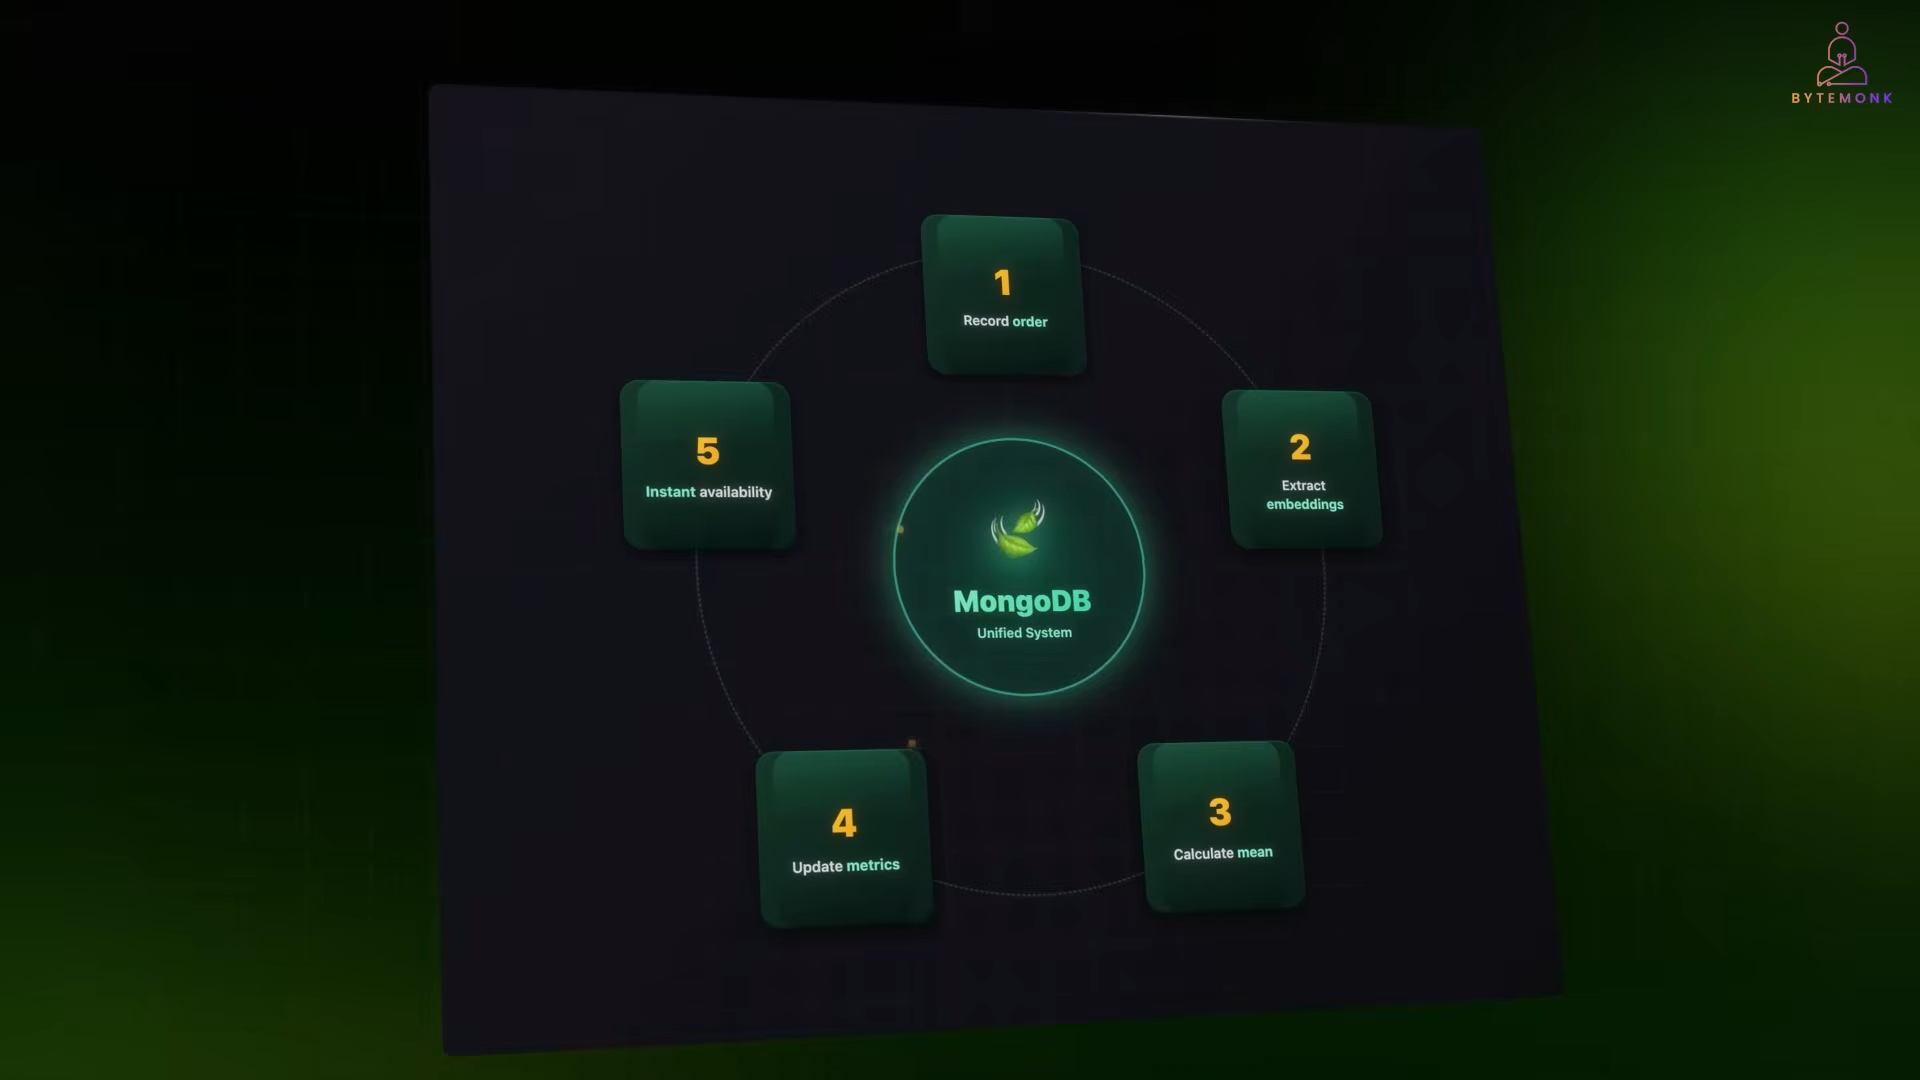 BYTEMONK
1
Record order
2
Extract
embeddings
3
Calculate mean
4
Update metrics
5
Instant availability
MongoDB
Unified System